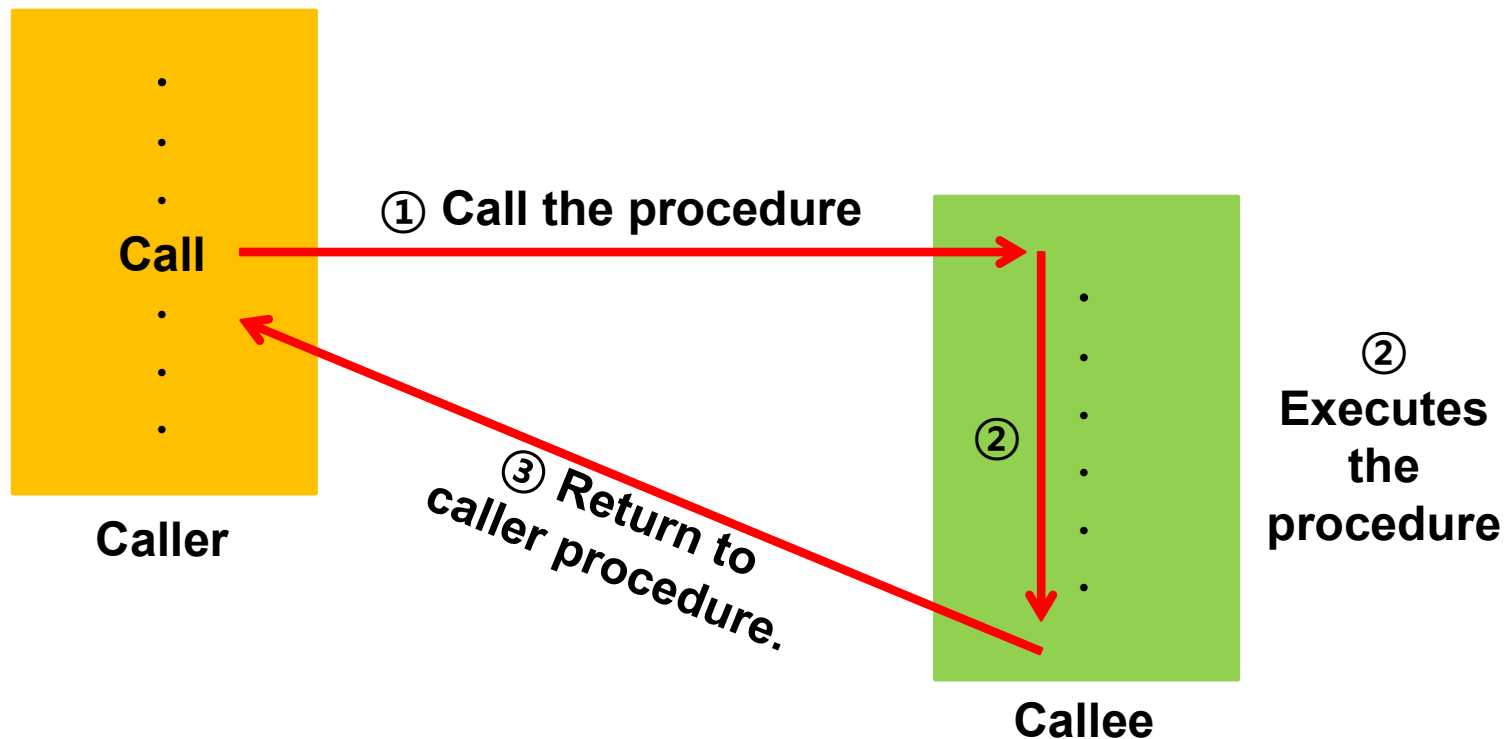 Call
① Call the procedure
②
②
Executes
the
procedure
③ Return to
caller procedure.
Caller
Callee